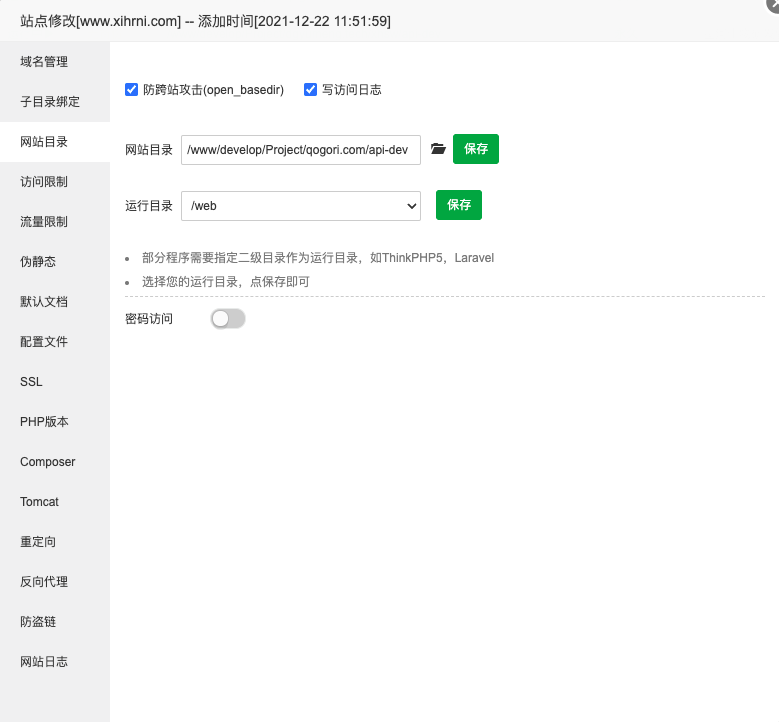 站点修改[www.xihrni.com] -- 添加时间[2021-12-22 11:51:59]
域名管理
子目录绑定
网站目录
访问限制
流量限制
伪静态
默认文档
配置文件
SSL
PHP版本
Composer
Tomcat
重定向
反向代理
防盗链
网站日志
防跨站攻击(open_basedir) 写访问日志
网站目录 /www/develop/Project/qogori.com/api-dev 保存
运行目录 /web 保存
部分程序需要指定二级目录作为运行目录，如ThinkPHP5，Laravel
选择您的运行目录，点保存即可
密码访问